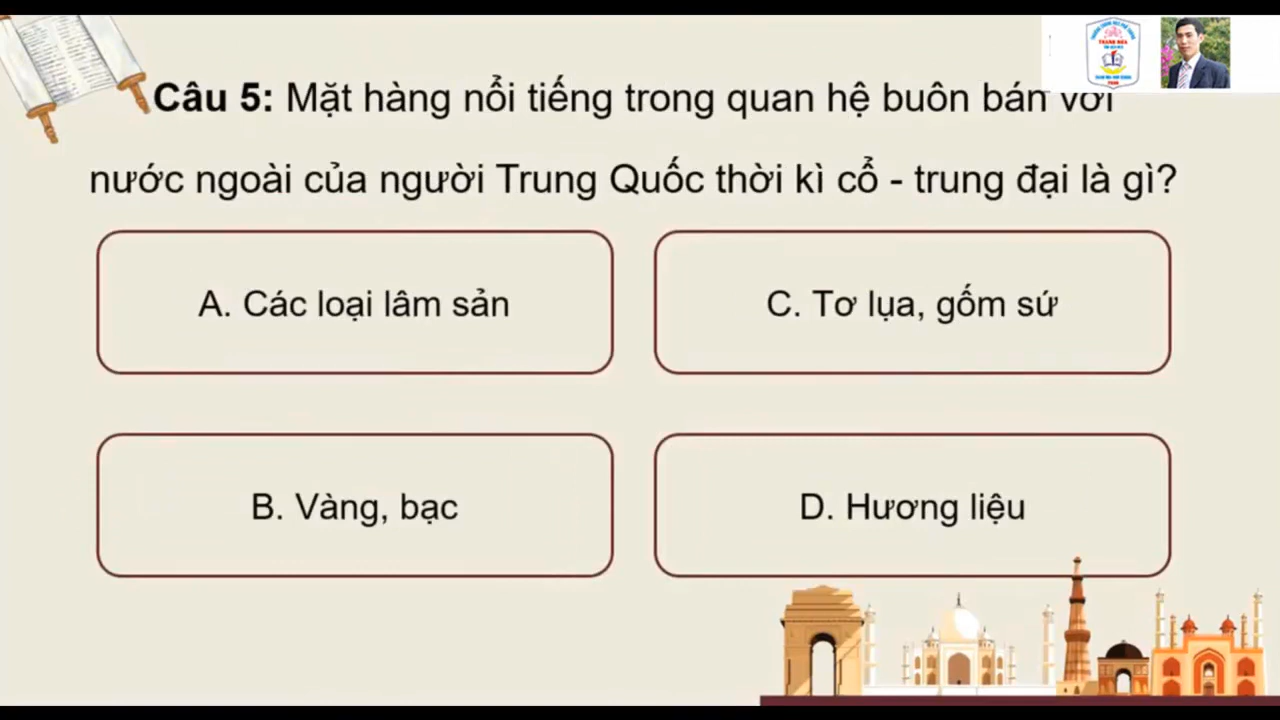 Câu 5: Mặt hàng nổi tiếng trong quan hệ buôn bán với
nước ngoài của người Trung Quốc thời kì cổ - trung đại là gì?
A. Các loại lâm sản
C. Tơ lụa, gốm sứ
B. Vàng, bạc
D. Hương liệu